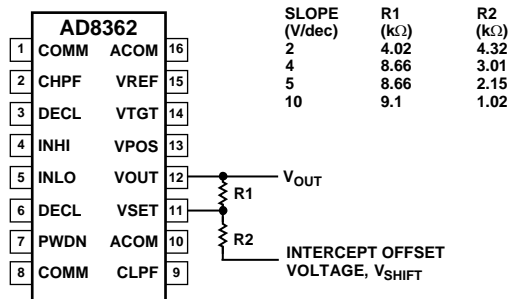 AD8362
1 COMM ACOM 16
2 CHPF VREF 15
3 DECL VTGT 14
4 INHI VPOS 13
5 INLO VOUT 12
6 DECL VSET 11
7 PWDN ACOM 10
8 COMM CLPF 9
R1
R2
VOUT
INTERCEPT OFFSET
VOLTAGE, VSHIFT
SLOPE R1 R2
(V/dec) (kΩ) (kΩ)
2 4.02 4.32
4 8.66 3.01
5 8.66 2.15
10 9.1 1.02